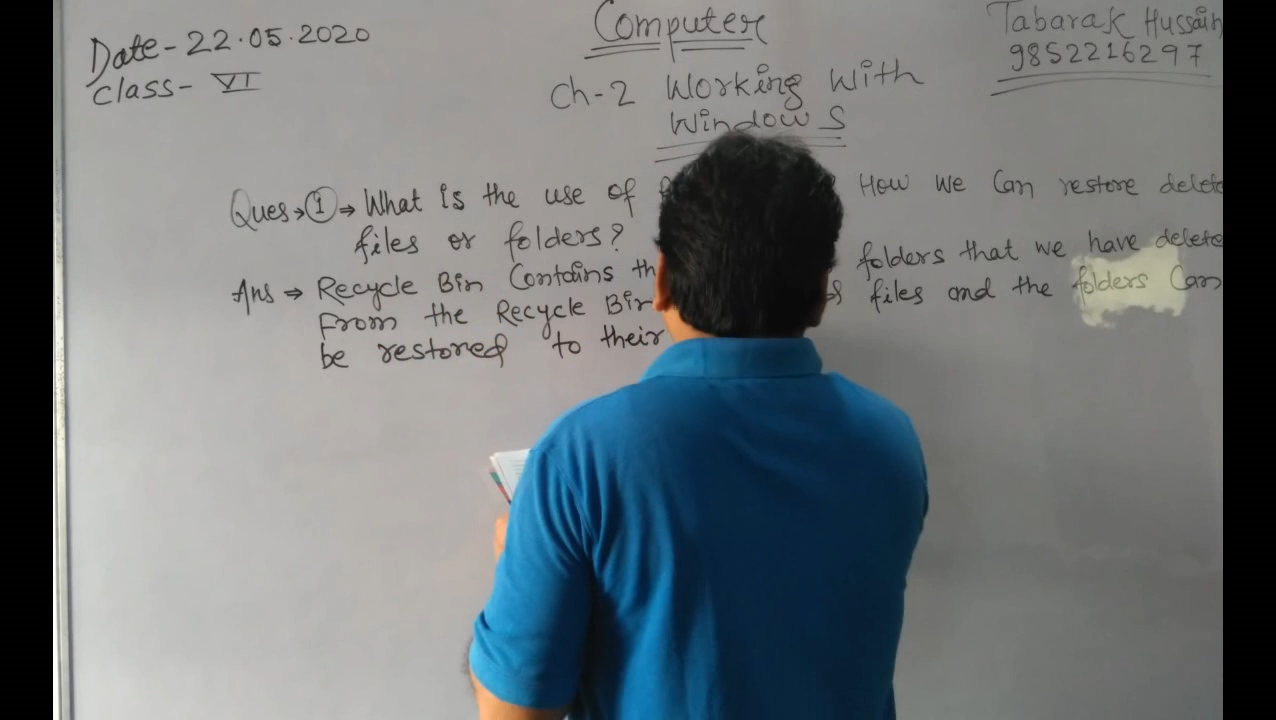 Date - 22.05.2020
Class - VI
Computer
Ch-2 Working With
Windows
Tabarak Hussain
9852216297
Ques → ① → What is the use of How we Can restore delete
files or folders?
Ans → Recycle Bin Contains folders that we have delete
From the Recycle Bin files and the folders Can
be restored to their